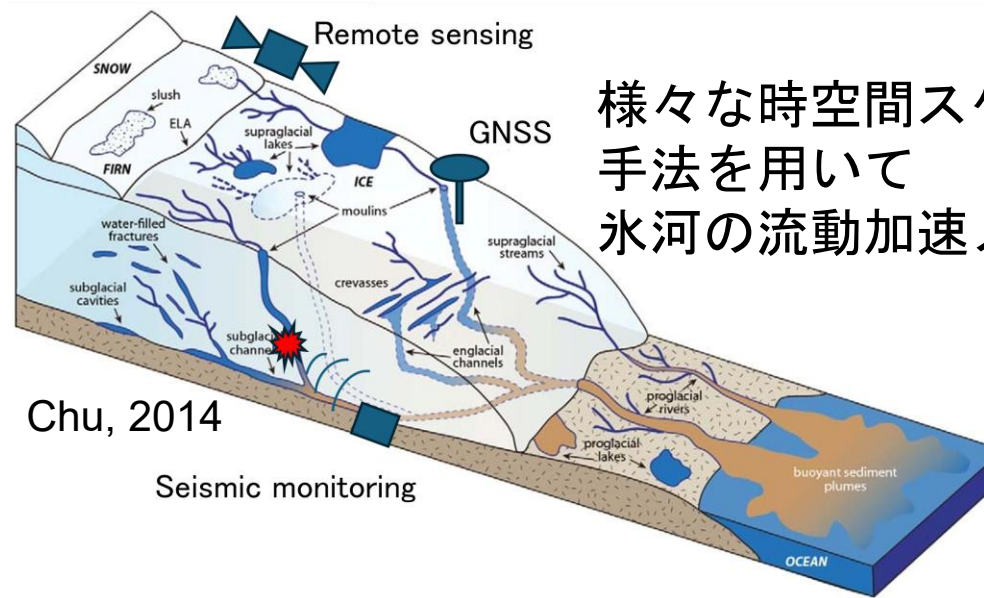 Remote sensing
SNOW
slush
ELA
supraglacial
lakes
GNSS
FIRN
ICE
moulins
water-filled
fractures
supraglacial
streams
subglacial
cavities
crevasses
subglacial
channels
englacial
channels
proglacial
rivers
Chu, 2014
proglacial
lakes
buoyant sediment
plumes
Seismic monitoring
OCEAN
様々な時空間ス
手法を用いて
氷河の流動加速